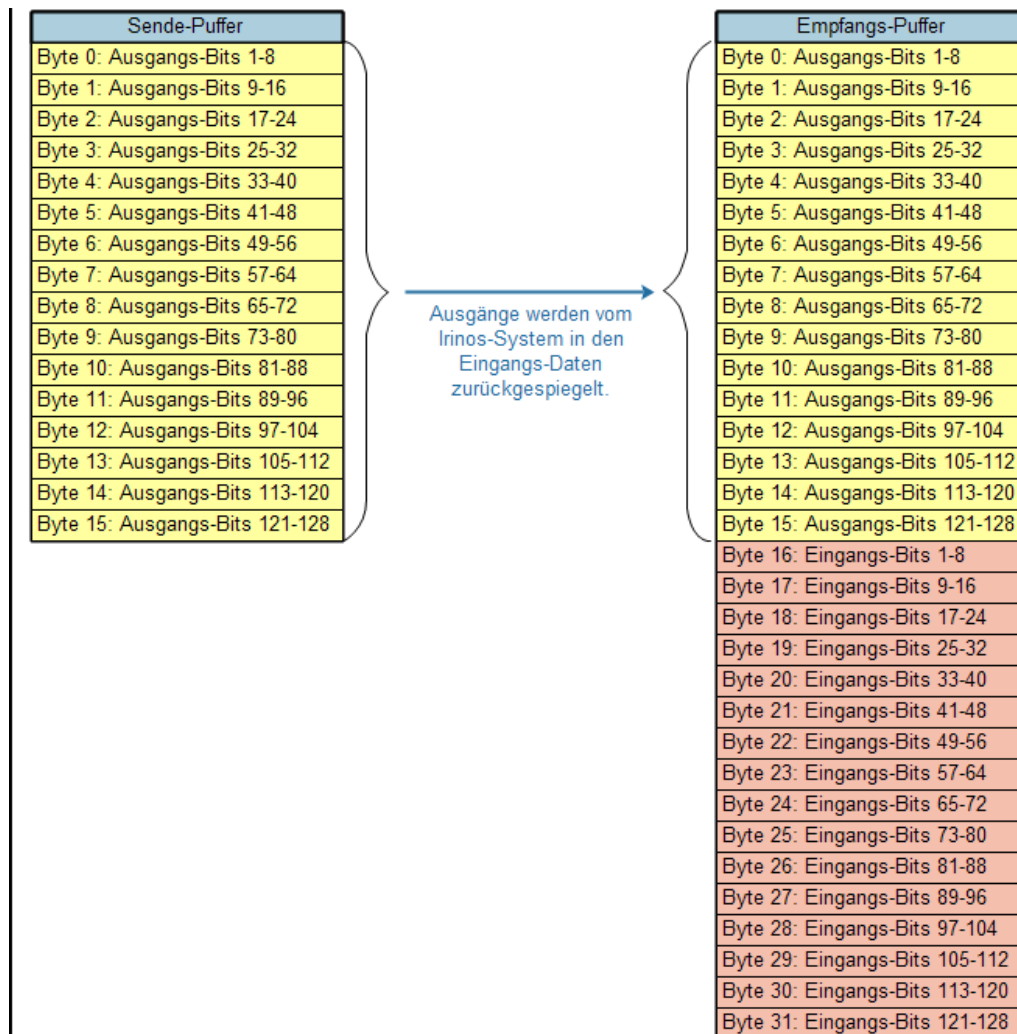 Sende-Puffer
Byte 0: Ausgangs-Bits 1-8
Byte 1: Ausgangs-Bits 9-16
Byte 2: Ausgangs-Bits 17-24
Byte 3: Ausgangs-Bits 25-32
Byte 4: Ausgangs-Bits 33-40
Byte 5: Ausgangs-Bits 41-48
Byte 6: Ausgangs-Bits 49-56
Byte 7: Ausgangs-Bits 57-64
Byte 8: Ausgangs-Bits 65-72
Byte 9: Ausgangs-Bits 73-80
Byte 10: Ausgangs-Bits 81-88
Byte 11: Ausgangs-Bits 89-96
Byte 12: Ausgangs-Bits 97-104
Byte 13: Ausgangs-Bits 105-112
Byte 14: Ausgangs-Bits 113-120
Byte 15: Ausgangs-Bits 121-128
Ausgänge werden vom
Irinos-System in den
Eingangs-Daten
zurückgespiegelt.
Empfangs-Puffer
Byte 0: Ausgangs-Bits 1-8
Byte 1: Ausgangs-Bits 9-16
Byte 2: Ausgangs-Bits 17-24
Byte 3: Ausgangs-Bits 25-32
Byte 4: Ausgangs-Bits 33-40
Byte 5: Ausgangs-Bits 41-48
Byte 6: Ausgangs-Bits 49-56
Byte 7: Ausgangs-Bits 57-64
Byte 8: Ausgangs-Bits 65-72
Byte 9: Ausgangs-Bits 73-80
Byte 10: Ausgangs-Bits 81-88
Byte 11: Ausgangs-Bits 89-96
Byte 12: Ausgangs-Bits 97-104
Byte 13: Ausgangs-Bits 105-112
Byte 14: Ausgangs-Bits 113-120
Byte 15: Ausgangs-Bits 121-128
Byte 16: Eingangs-Bits 1-8
Byte 17: Eingangs-Bits 9-16
Byte 18: Eingangs-Bits 17-24
Byte 19: Eingangs-Bits 25-32
Byte 20: Eingangs-Bits 33-40
Byte 21: Eingangs-Bits 41-48
Byte 22: Eingangs-Bits 49-56
Byte 23: Eingangs-Bits 57-64
Byte 24: Eingangs-Bits 65-72
Byte 25: Eingangs-Bits 73-80
Byte 26: Eingangs-Bits 81-88
Byte 27: Eingangs-Bits 89-96
Byte 28: Eingangs-Bits 97-104
Byte 29: Eingangs-Bits 105-112
Byte 30: Eingangs-Bits 113-120
Byte 31: Eingangs-Bits 121-128